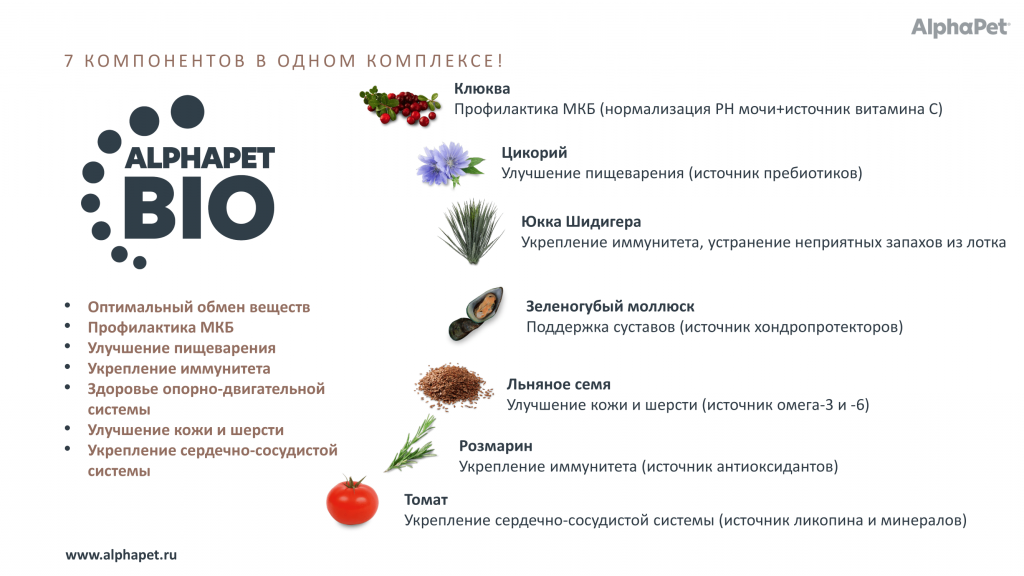 AlphaPet
7 КОМПОНЕНТОВ В ОДНОМ КОМПЛЕКСЕ!
ALPHAPET
BIO
• Оптимальный обмен веществ
• Профилактика МКБ
• Улучшение пищеварения
• Укрепление иммунитета
• Здоровье опорно-двигательной
системы
• Улучшение кожи и шерсти
• Укрепление сердечно-сосудистой
системы
Клюква
Профилактика МКБ (нормализация PH мочи+источник витамина С)
Цикорий
Улучшение пищеварения (источник пребиотиков)
Юкка Шидигера
Укрепление иммунитета, устранение неприятных запахов из лотка
Зеленогубый моллюск
Поддержка суставов (источник хондропротекторов)
Льняное семя
Улучшение кожи и шерсти (источник омега-3 и -6)
Розмарин
Укрепление иммунитета (источник антиоксидантов)
Томат
Укрепление сердечно-сосудистой системы (источник ликопина и минералов)
www.alphapet.ru